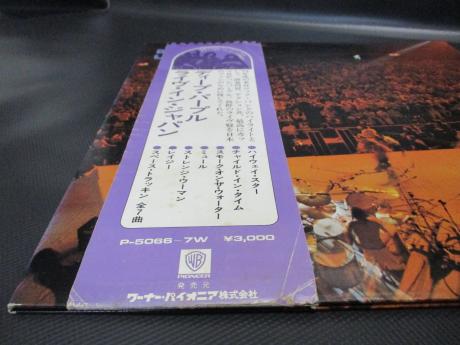 ディープ・パープル
ライヴ・イン・ジャパン
・ハイウェイ・スター
・チャイルド・イン・タイム
・スモーク・オン・ザ・ウォーター
・ミュール
・ストレンジ・ウーマン
・レイジー
・スペース・トラッキン 全7曲
P-5066~7W ¥3,000
WB
PIONEER
発売元
ワーナー・パイオニア株式会社